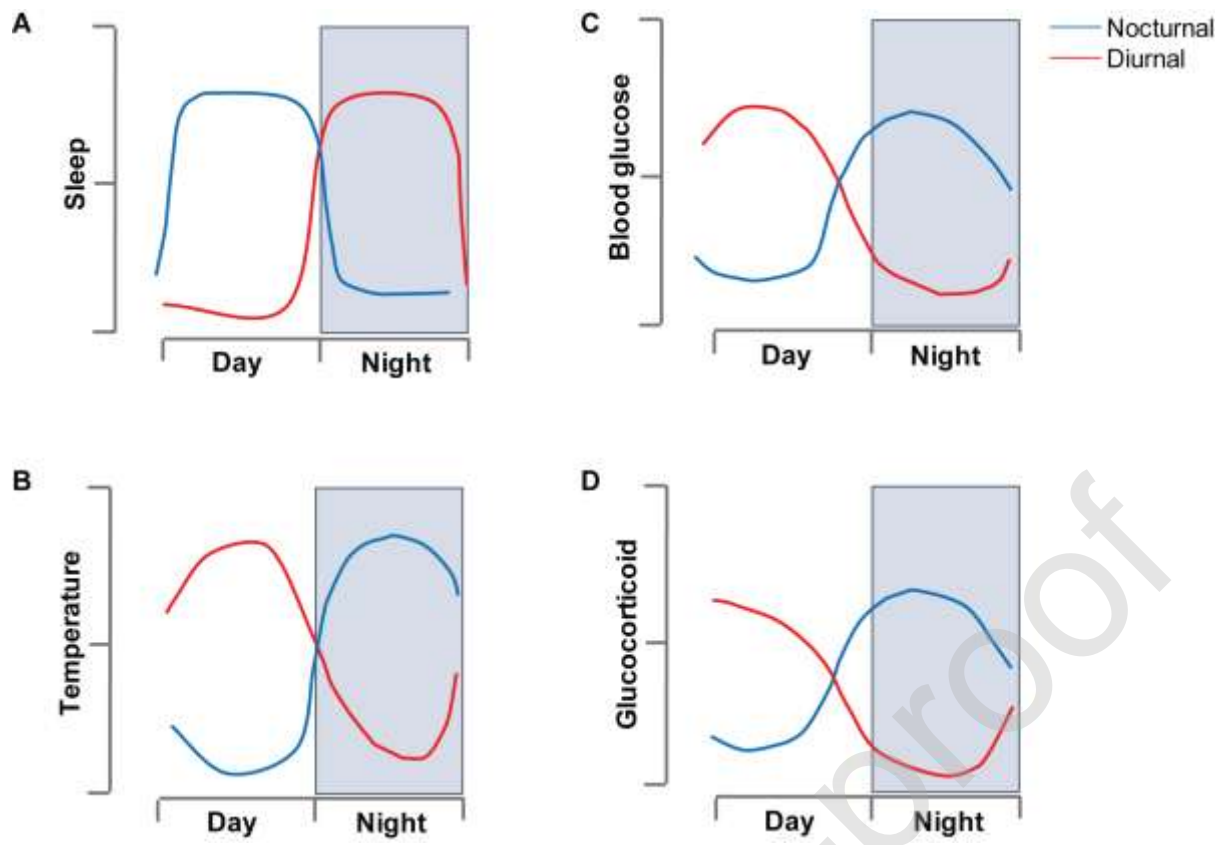 A
Sleep
Day Night
B
Temperature
Day Night
C
Blood glucose
Day Night
Nocturnal
Diurnal
D
Glucocorticoid
Day Night
proof